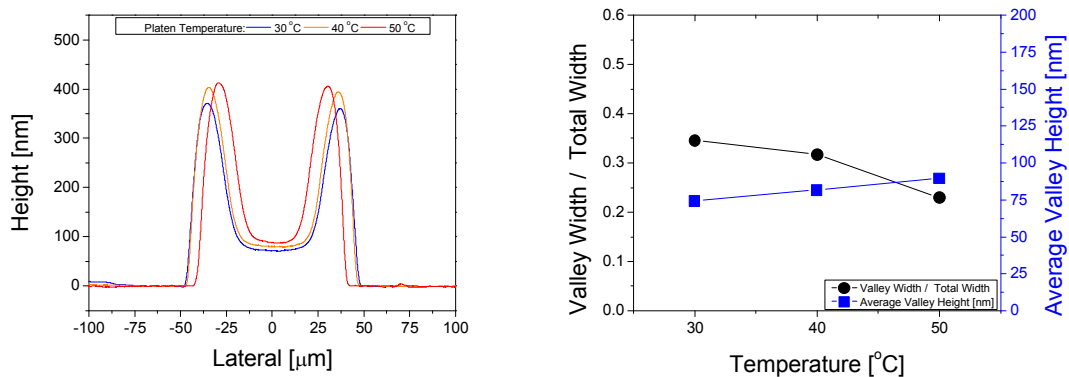 Platen Temperature: 30 °C 40 °C 50 °C
500
400
300
200
100
0
-100 -75 -50 -25 0 25 50 75 100
Height [nm]
Lateral [μm]
0.6
0.5
0.4
0.3
0.2
0.1
0.0
30 40 50
200
175
150
125
100
75
50
25
0
Valley Width / Total Width
Average Valley Height [nm]
Valley Width / Total Width
Average Valley Height [nm]
Temperature [°C]